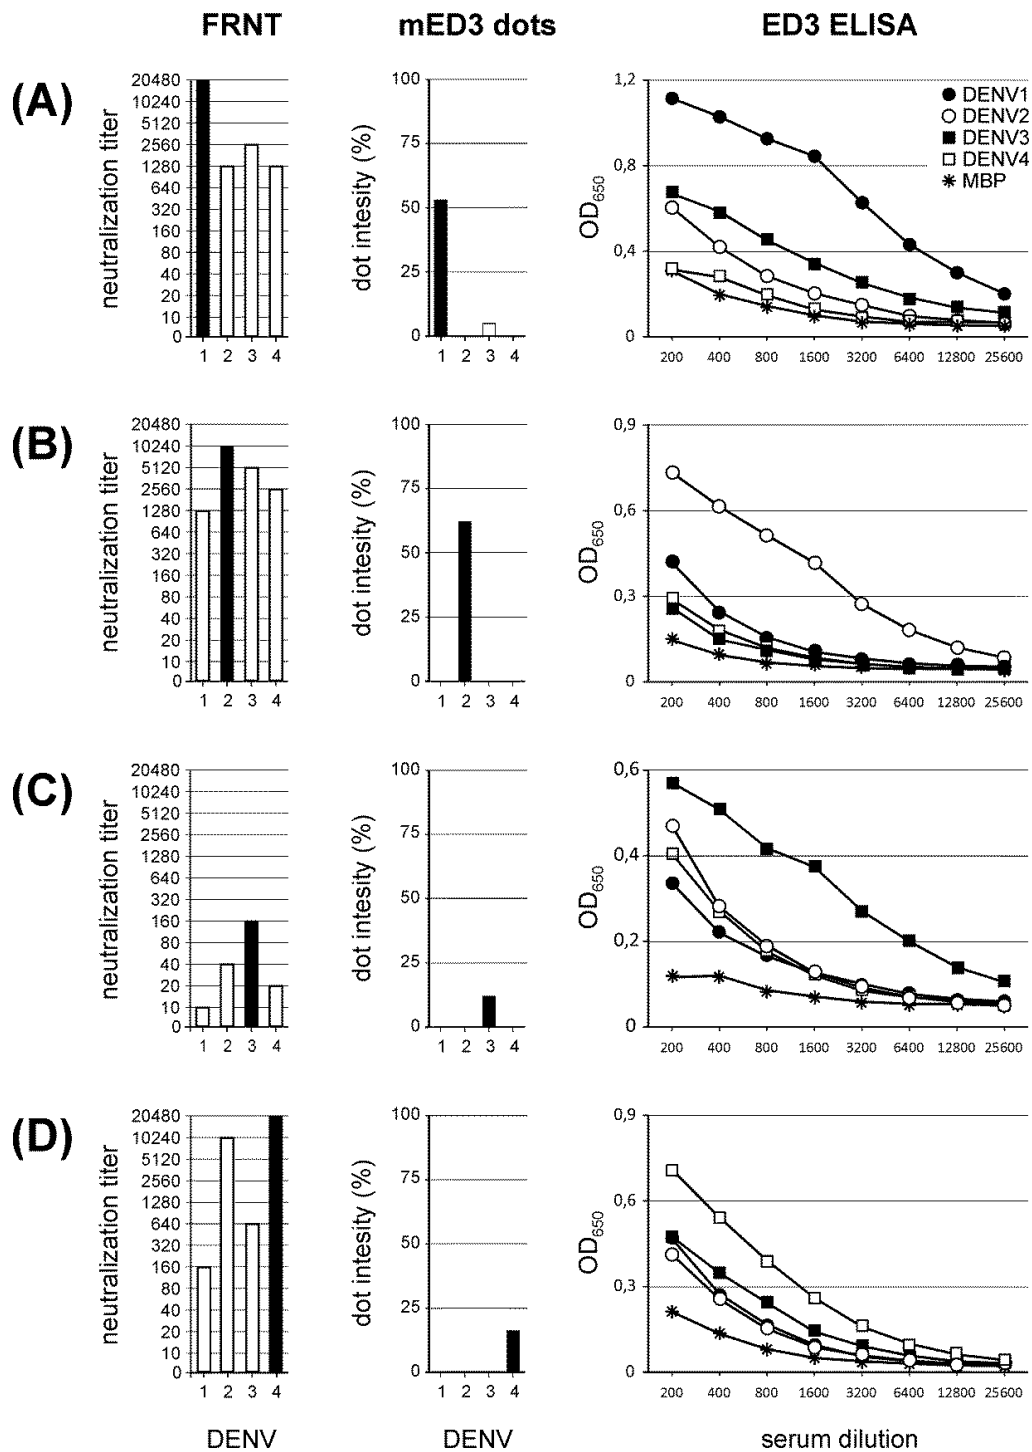 FRNT mED3 dots ED3 ELISA
(A)
neutralization titer
20480
10240
5120
2560
1280
640
320
160
80
40
20
10
0
1 2 3 4
dot intesity (%)
100
75
50
25
0
1 2 3 4
OD650
1,2
0,8
0,4
0
DENV1
DENV2
DENV3
DENV4
MBP
200 400 800 1600 3200 6400 12800 25600
(B)
neutralization titer
20480
10240
5120
2560
1280
640
320
160
80
40
20
10
0
1 2 3 4
dot intesity (%)
100
75
50
25
0
1 2 3 4
OD650
0,9
0,6
0,3
0
200 400 800 1600 3200 6400 12800 25600
(C)
neutralization titer
20480
10240
5120
2560
1280
640
320
160
80
40
20
10
0
1 2 3 4
dot intesity (%)
100
75
50
25
0
1 2 3 4
OD650
0,6
0,4
0,2
0
200 400 800 1600 3200 6400 12800 25600
(D)
neutralization titer
20480
10240
5120
2560
1280
640
320
160
80
40
20
10
0
1 2 3 4
dot intesity (%)
100
75
50
25
0
1 2 3 4
OD650
0,9
0,6
0,3
0
200 400 800 1600 3200 6400 12800 25600
DENV DENV serum dilution